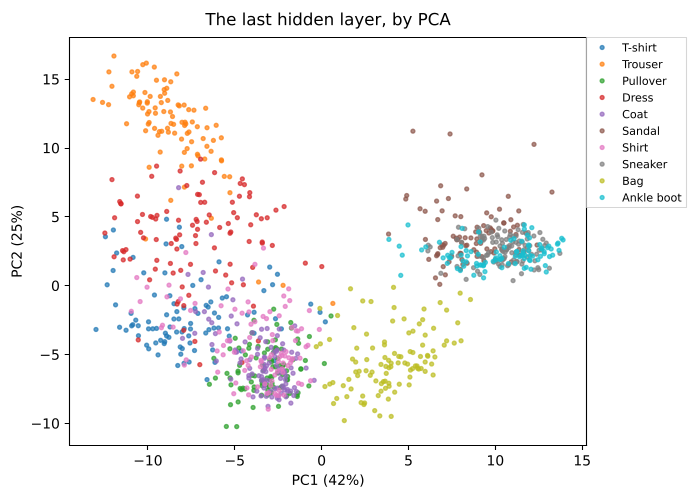 The last hidden layer, by PCA
T-shirt
Trouser
Pullover
Dress
Coat
Sandal
Shirt
Sneaker
Bag
Ankle boot
PC2 (25%)
15
10
5
0
−5
−10
−10 −5 0 5 10 15
PC1 (42%)